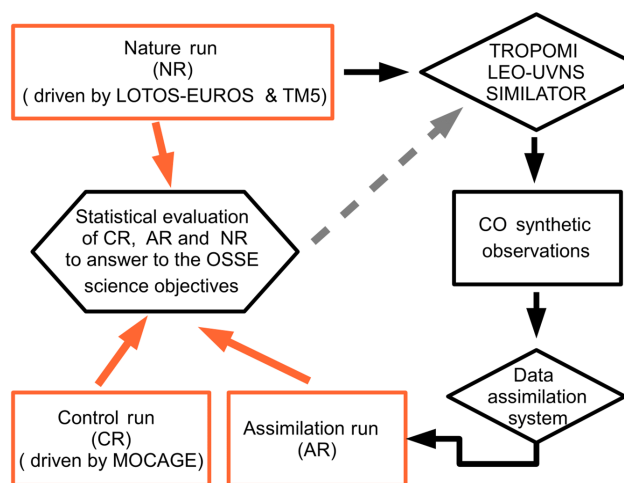 Nature run
(NR)
( driven by LOTOS-EUROS & TM5)
TROPOMI
LEO-UVNS
SIMILATOR
Statistical evaluation
of CR, AR and NR
to answer to the OSSE
science objectives
CO synthetic
observations
Data
assimilation
system
Control run
(CR)
( driven by MOCAGE)
Assimilation run
(AR)